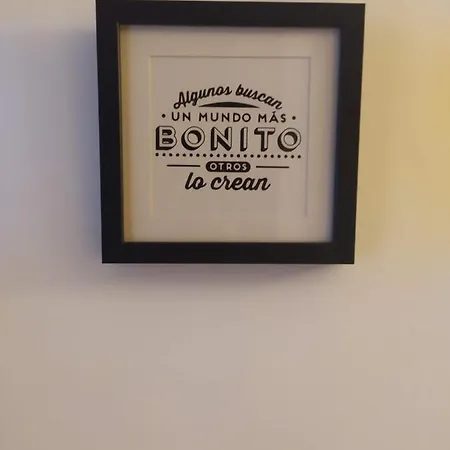 Algunos buscan
· UN MUNDO MÁS ·
BONITO
OTROS
lo crean